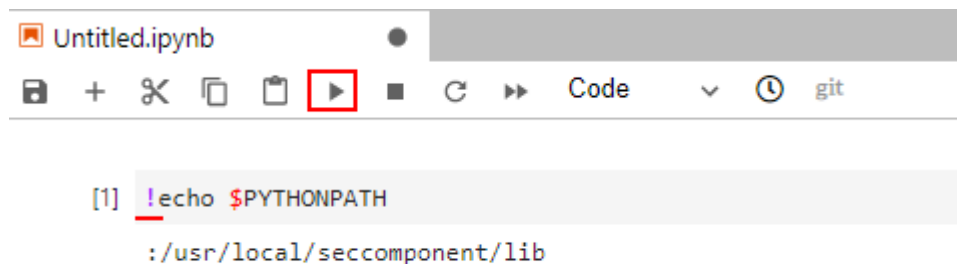 Untitled.ipynb
Code git
[1] !echo $PYTHONPATH
:/usr/local/seccomponent/lib